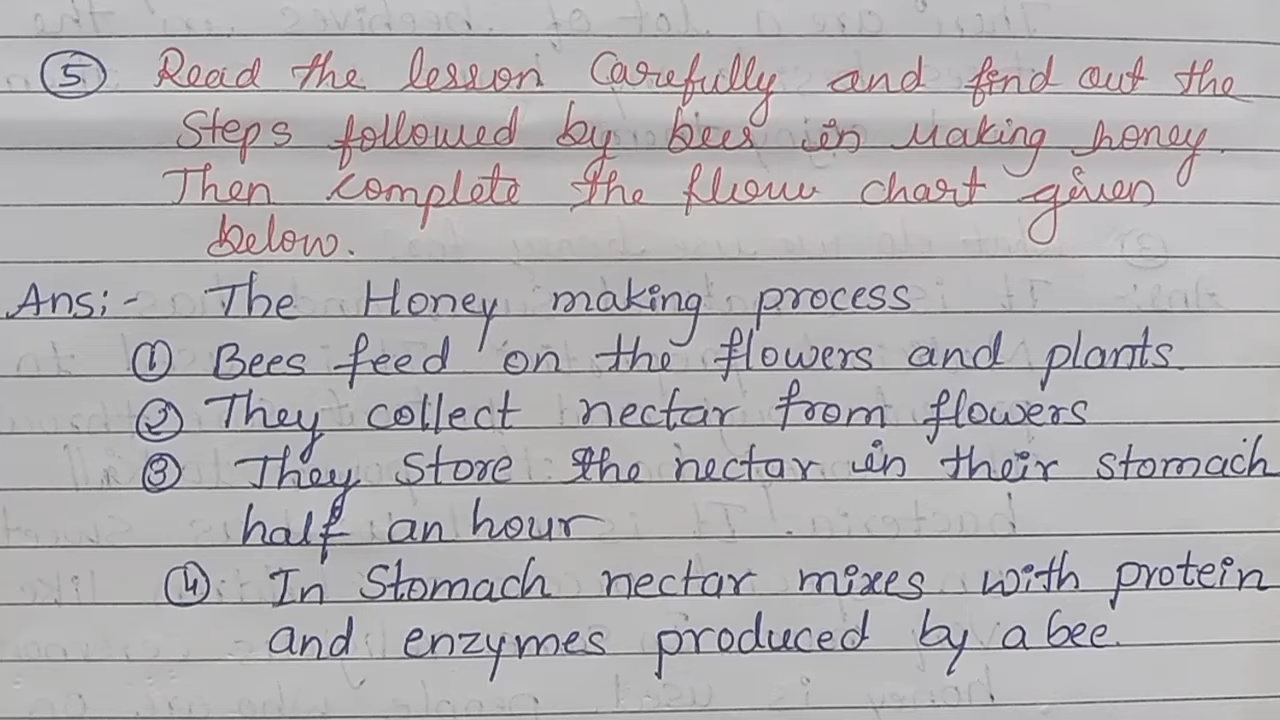 5 Read the lesson Carefully and find out the
Steps followed by bees in Making honey.
Then complete the flow chart given
below.
Ans:- The Honey making process
1 Bees feed on the flowers and plants.
2 They collect nectar from flowers
3 They Store the nectar in their stomach
half an hour
4 In Stomach nectar mixes with protein
and enzymes produced by a bee.